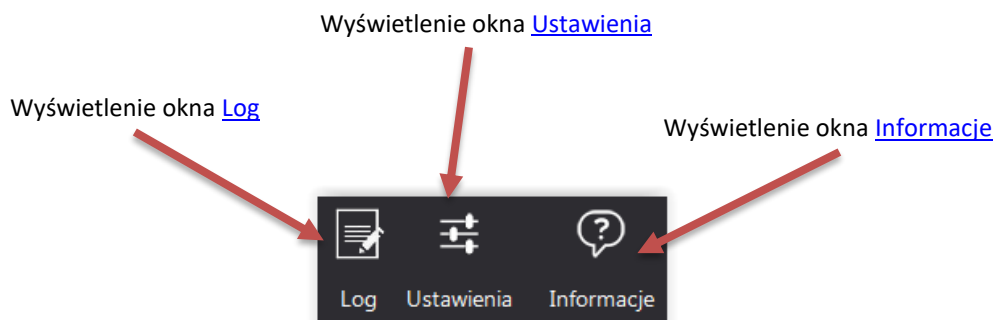 Wyświetlenie okna Ustawienia
Wyświetlenie okna Log
Wyświetlenie okna Informacje
Log Ustawienia Informacje